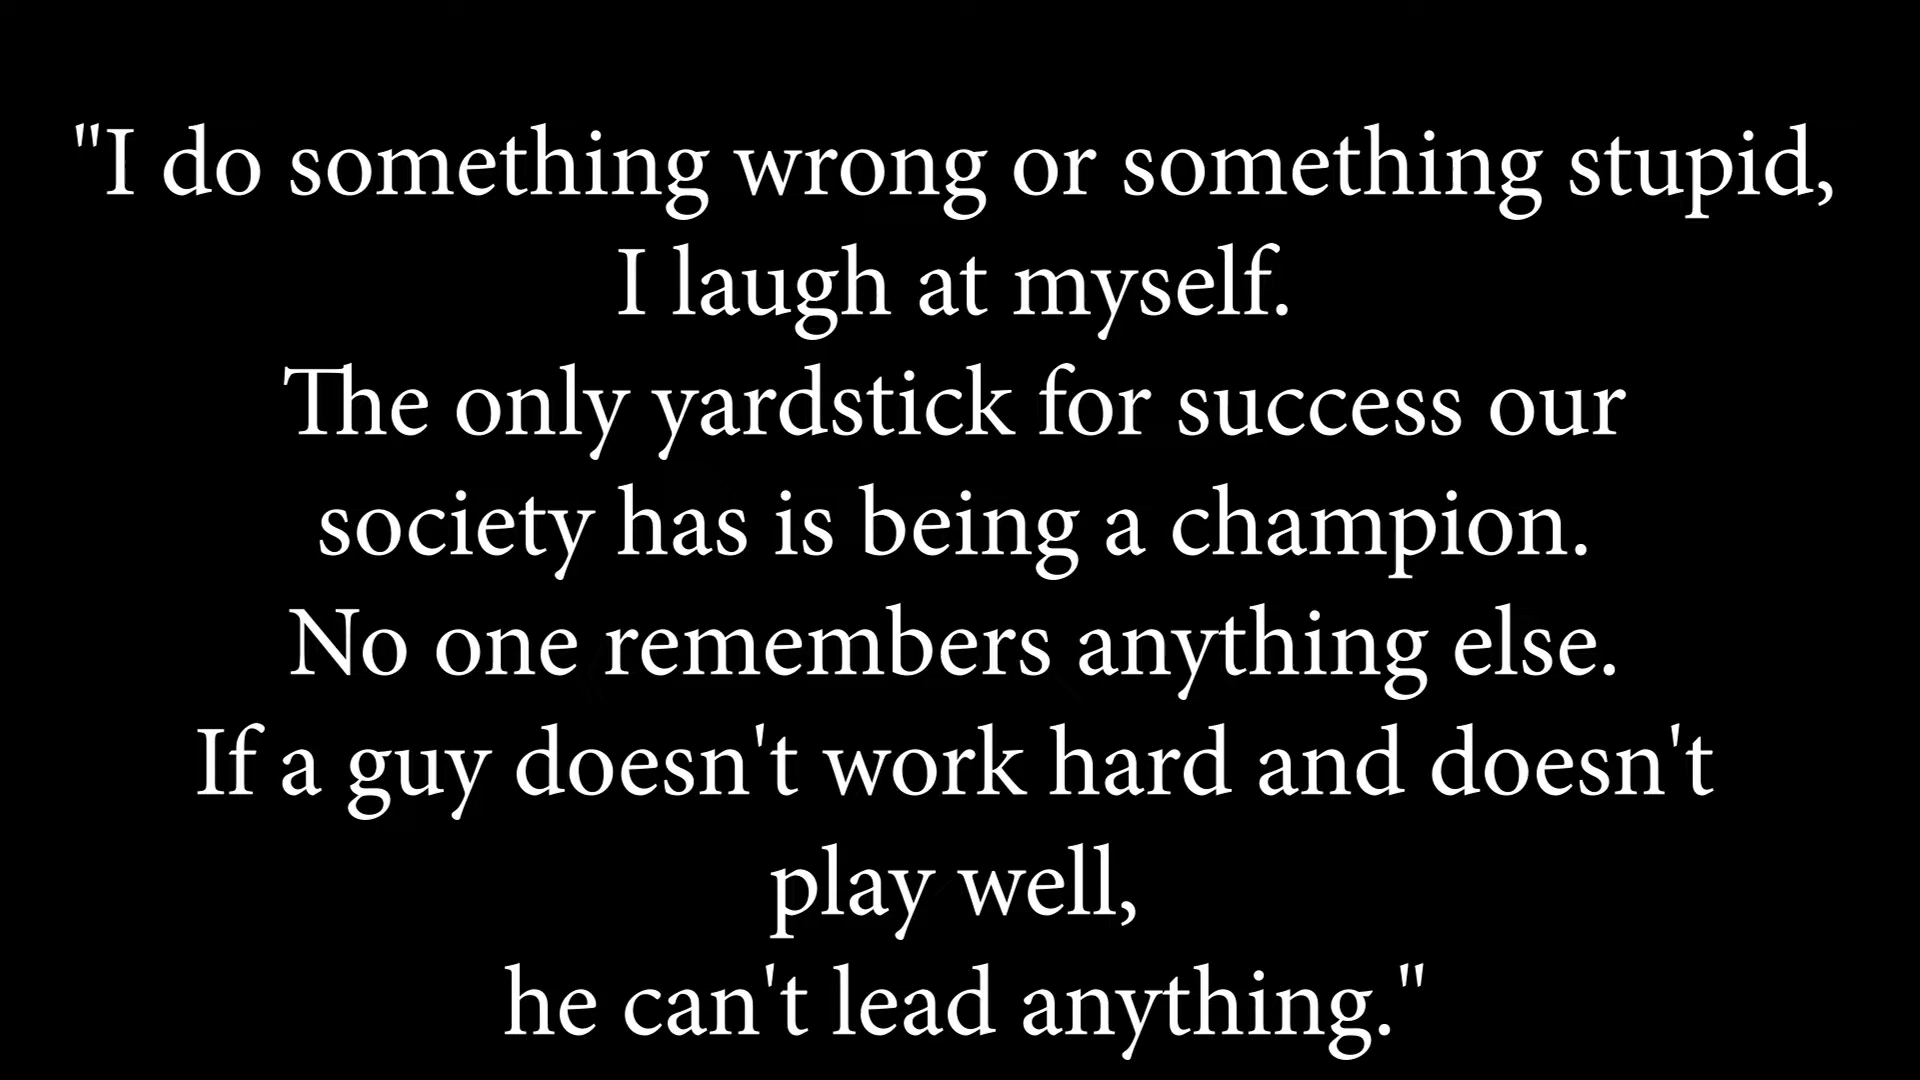 "I do something wrong or something stupid,
I laugh at myself.
The only yardstick for success our
society has is being a champion.
No one remembers anything else.
If a guy doesn't work hard and doesn't
play well,
he can't lead anything."